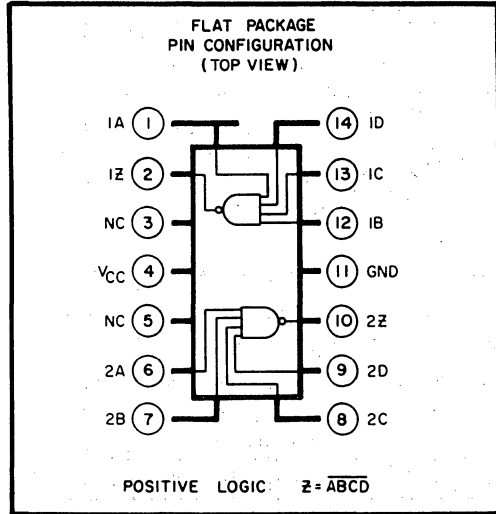 FLAT PACKAGE
PIN CONFIGURATION
(TOP VIEW)
1A 1
14 1D
1Z 2
13 1C
NC 3
12 1B
VCC 4
11 GND
NC 5
10 2Z
2A 6
9 2D
2B 7
8 2C
POSITIVE LOGIC Z = A̅B̅C̅D̅